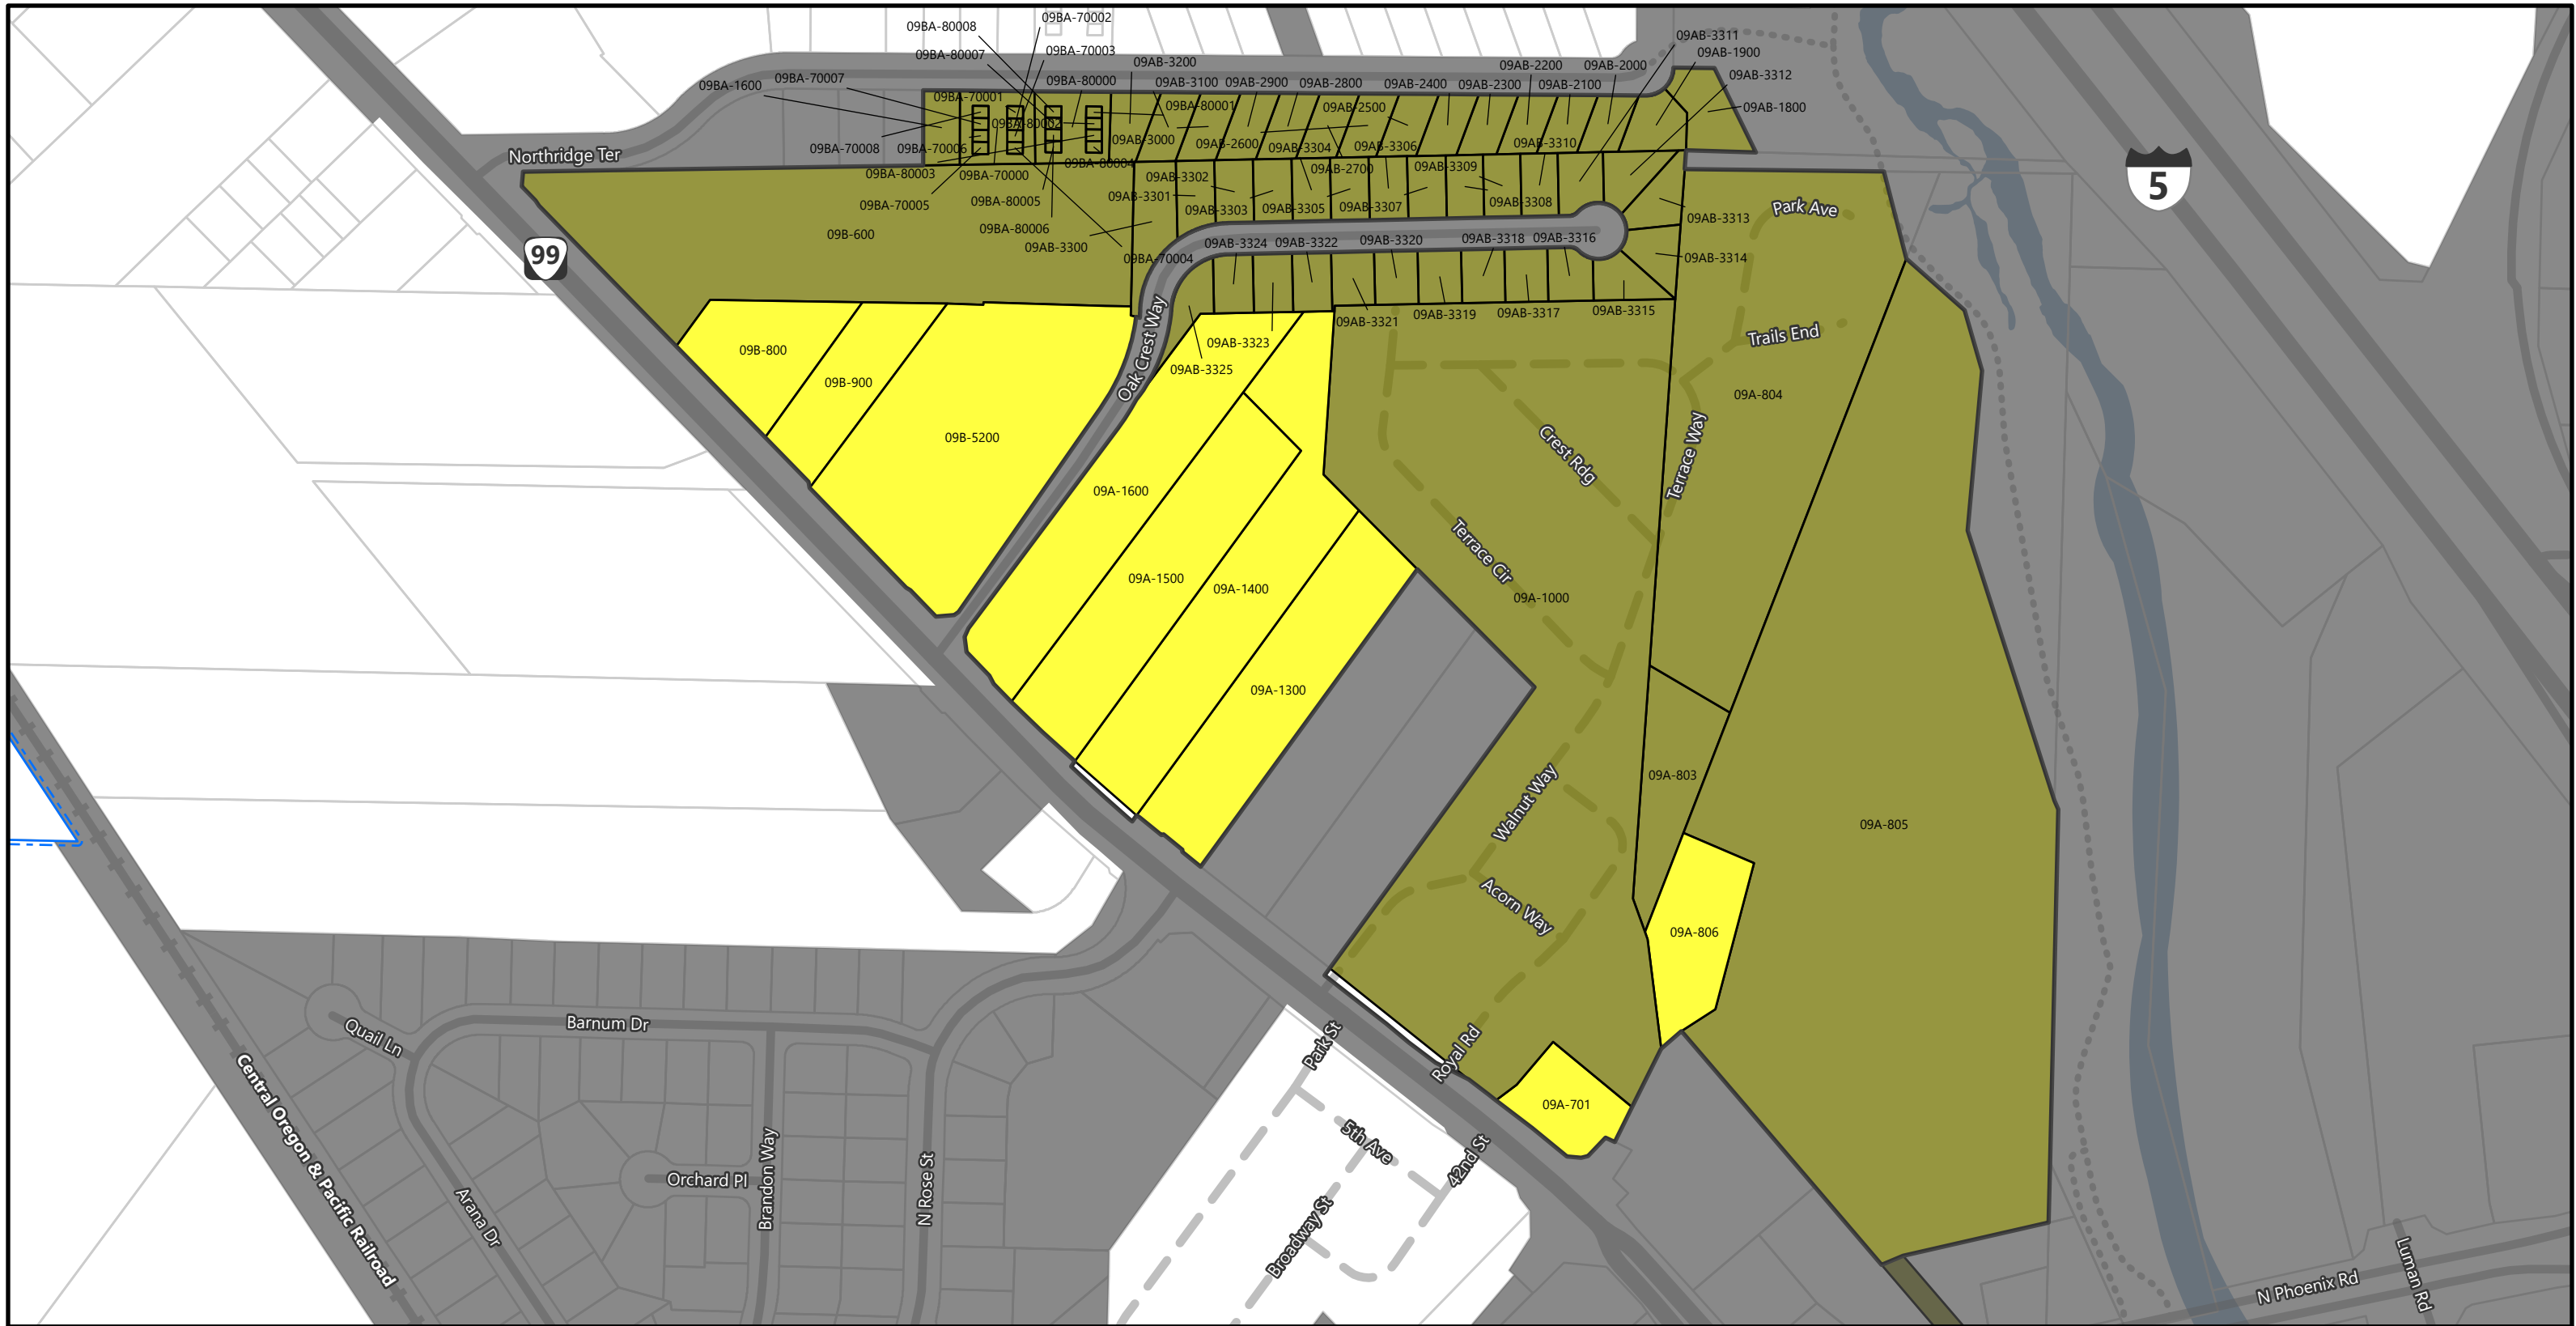 09BA-80008
09BA-70002
09BA-80007
09BA-70003
09AB-3200
09AB-3311
09AB-1900
09BA-1600
09BA-70007
09BA-80000
09AB-3100
09AB-2900
09AB-2800
09AB-2400
09AB-2300
09AB-2200
09AB-2100
09AB-2000
09AB-3312
09BA-70001
09BA-80001
09AB-2500
09AB-1800
09BA-80002
Northridge Ter
09BA-70008
09BA-70006
09AB-3000
09AB-2600
09AB-3304
09AB-3306
09AB-3310
09BA-80003
09BA-70000
09BA-80004
09AB-3302
09AB-2700
09AB-3309
5
09BA-70005
09BA-80005
09AB-3301
09AB-3303
09AB-3305
09AB-3307
09AB-3308
09AB-3313
Park Ave
09B-600
09BA-80006
09AB-3300
09BA-70004
09AB-3324
09AB-3322
09AB-3320
09AB-3318
09AB-3316
09AB-3314
99
09AB-3321
09AB-3319
09AB-3317
09AB-3315
Oak Crest Way
09AB-3323
09AB-3325
Trails End
09B-800
09B-900
09A-804
09B-5200
Crest Rdg
Terrace Way
09A-1600
Terrace Cir
09A-1500
09A-1400
09A-1000
09A-1300
09A-803
Walnut Way
09A-805
Acorn Way
09A-806
Quail Ln
Barnum Dr
Park St
Royal Rd
09A-701
Central Oregon & Pacific Railroad
5th Ave
42nd St
Orchard Pl
Brandon Way
N Rose St
Arana Dr
Broadway St
N Phoenix Rd
Luman Rd